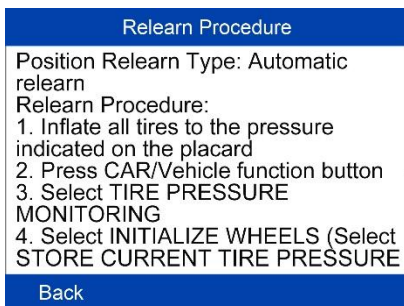 Relearn Procedure
Position Relearn Type: Automatic
relearn
Relearn Procedure:
1. Inflate all tires to the pressure
indicated on the placard
2. Press CAR/Vehicle function button
3. Select TIRE PRESSURE
MONITORING
4. Select INITIALIZE WHEELS (Select
STORE CURRENT TIRE PRESSURE
Back